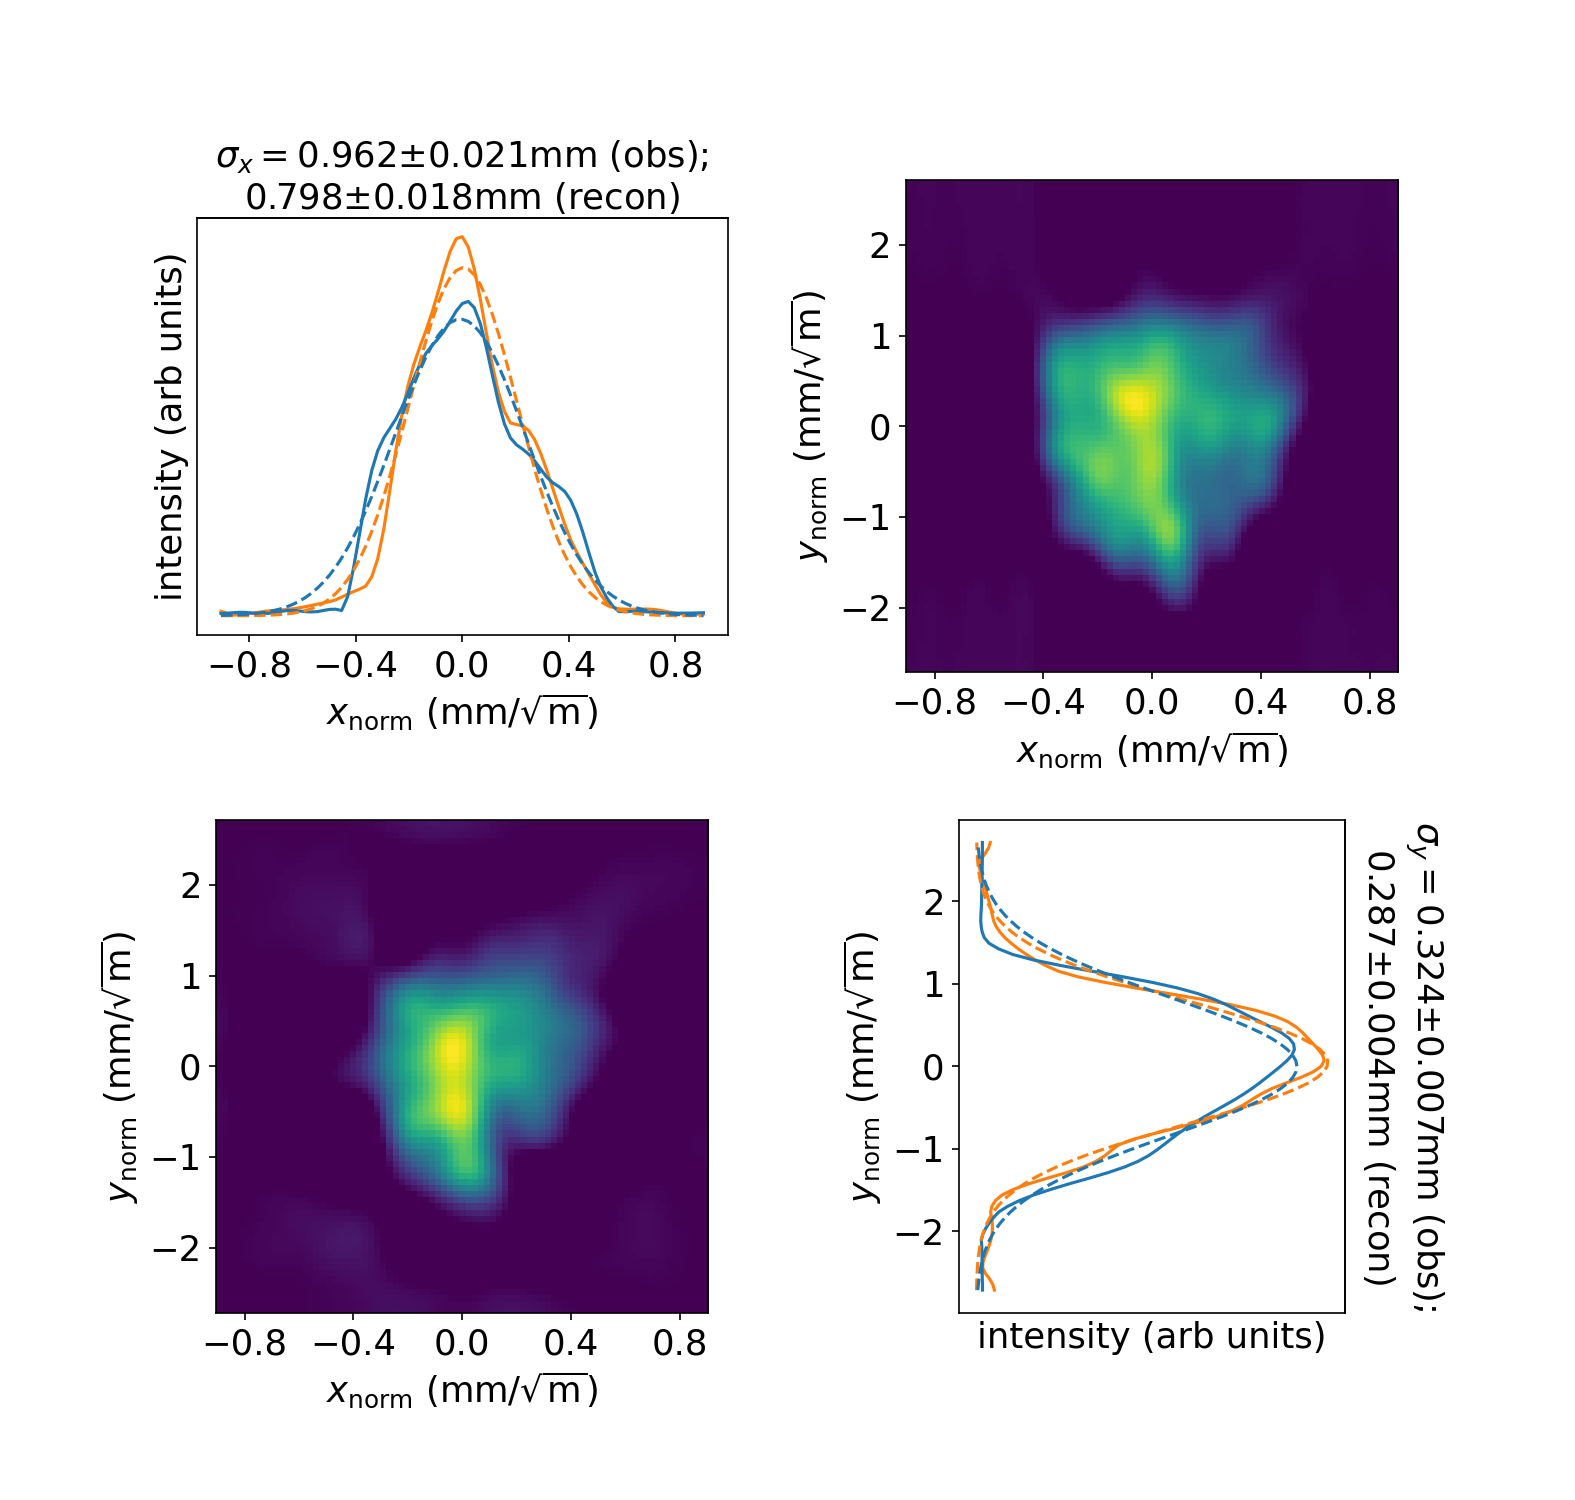 σx = 0.962±0.021mm (obs);
0.798±0.018mm (recon)
intensity (arb units)
−0.8 −0.4 0.0 0.4 0.8
xnorm (mm/√m)
2
1
0
−1
−2
ynorm (mm/√m)
−0.8 −0.4 0.0 0.4 0.8
xnorm (mm/√m)
2
1
0
−1
−2
ynorm (mm/√m)
−0.8 −0.4 0.0 0.4 0.8
xnorm (mm/√m)
2
1
0
−1
−2
ynorm (mm/√m)
intensity (arb units)
σy = 0.324±0.007mm (obs);
0.287±0.004mm (recon)